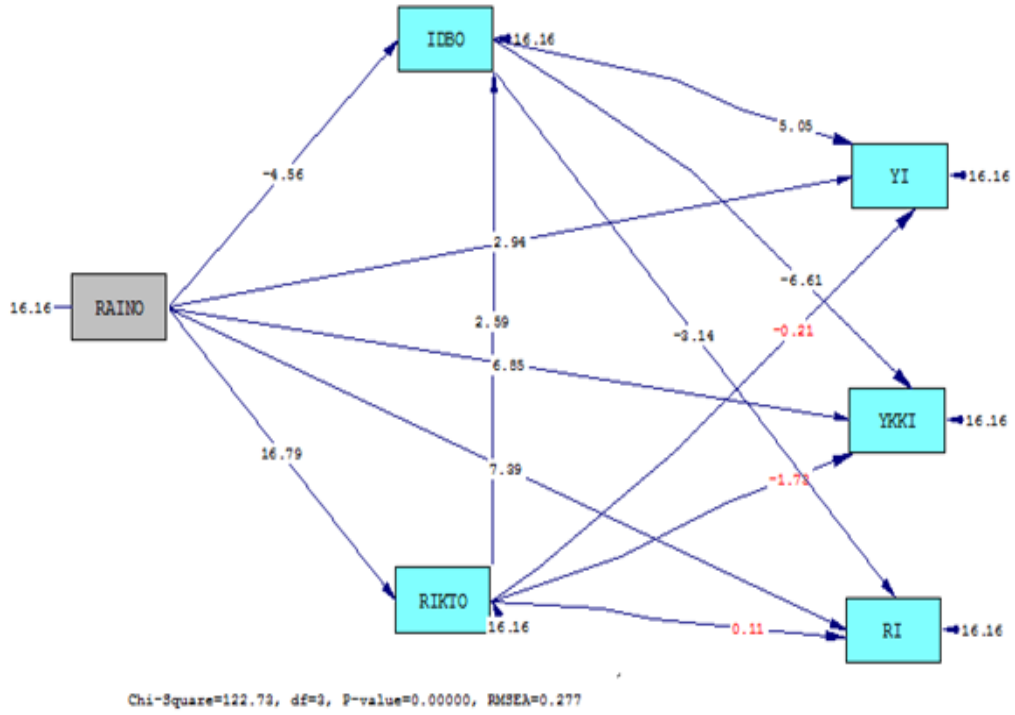 IDBO
16.16
5.05
YI
16.16
-4.56
2.94
-6.61
RAINO
16.16
2.59
-0.21
-3.14
6.85
YKKI
16.16
16.79
7.39
-1.73
RIKTO
16.16
0.11
RI
16.16
Chi-Square=122.73, df=3, P-value=0.00000, RMSEA=0.277